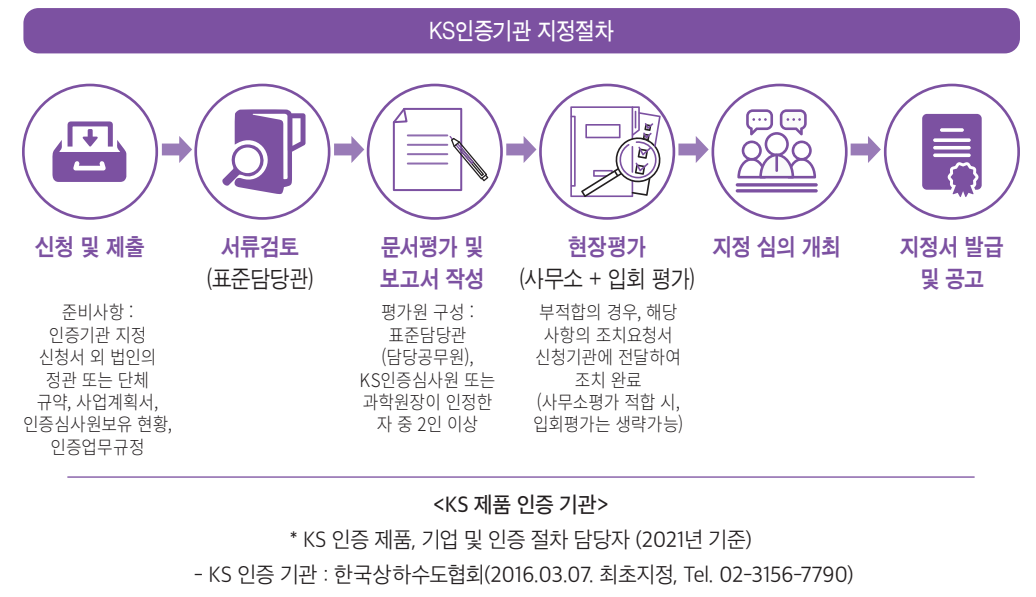 KS인증기관 지정절차
신청 및 제출
준비사항 :
인증기관 지정
신청서 외 법인의
정관 또는 단체
규약, 사업계획서,
인증심사원보유 현황,
인증업무규정
서류검토
(표준담당관)
문서평가 및
보고서 작성
평가원 구성 :
표준담당관
(담당공무원),
KS인증심사원 또는
과학원장이 인정한
자 중 2인 이상
현장평가
(사무소 + 입회 평가)
부적합의 경우, 해당
사항의 조치요청서
신청기관에 전달하여
조치 완료
(사무소평가 적합 시,
입회평가는 생략가능)
지정 심의 개최
지정서 발급
및 공고
<KS 제품 인증 기관>
* KS 인증 제품, 기업 및 인증 절차 담당자 (2021년 기준)
- KS 인증 기관 : 한국상하수도협회(2016.03.07. 최초지정, Tel. 02-3156-7790)